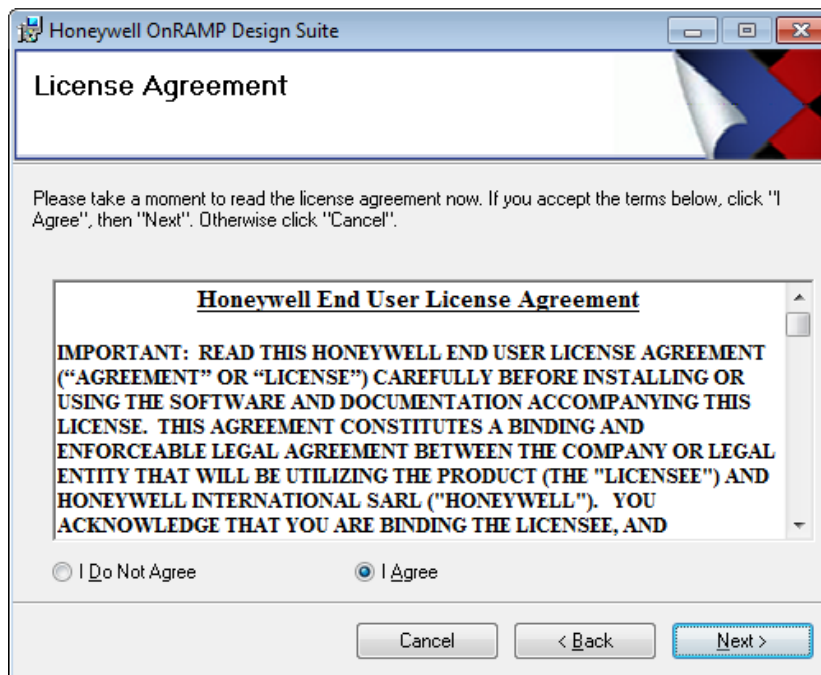 Honeywell OnRAMP Design Suite
License Agreement
Please take a moment to read the license agreement now. If you accept the terms below, click "I
Agree", then "Next". Otherwise click "Cancel".
Honeywell End User License Agreement
IMPORTANT:  READ THIS HONEYWELL END USER LICENSE AGREEMENT
(“AGREEMENT” OR “LICENSE”) CAREFULLY BEFORE INSTALLING OR
USING THE SOFTWARE AND DOCUMENTATION ACCOMPANYING THIS
LICENSE.  THIS AGREEMENT CONSTITUTES A BINDING AND
ENFORCEABLE LEGAL AGREEMENT BETWEEN THE COMPANY OR LEGAL
ENTITY THAT WILL BE UTILIZING THE PRODUCT (THE "LICENSEE") AND
HONEYWELL INTERNATIONAL SARL ("HONEYWELL").   YOU
ACKNOWLEDGE THAT YOU ARE BINDING THE LICENSEE, AND
I Do Not Agree
I Agree
Cancel
< Back
Next >